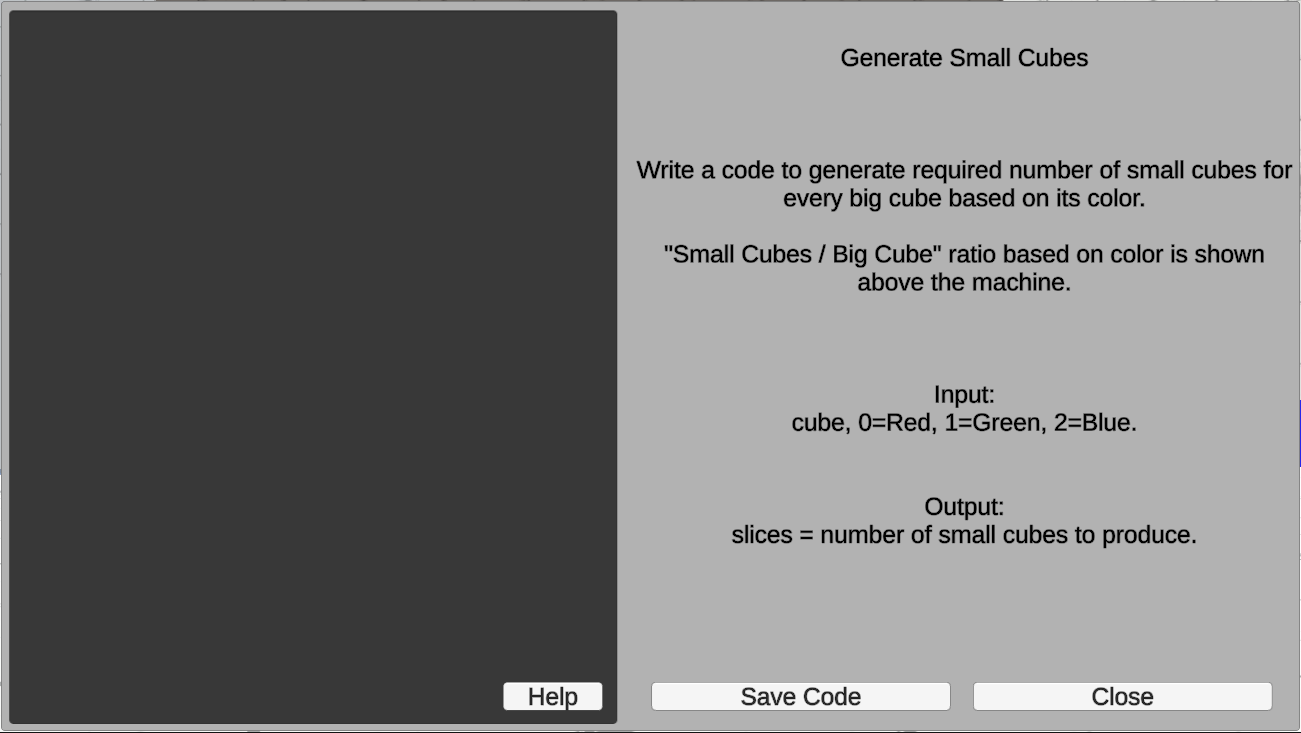 Generate Small Cubes
Write a code to generate required number of small cubes for
every big cube based on its color.
"Small Cubes / Big Cube" ratio based on color is shown
above the machine.
Input:
cube, 0=Red, 1=Green, 2=Blue.
Output:
slices = number of small cubes to produce.
Help
Save Code
Close